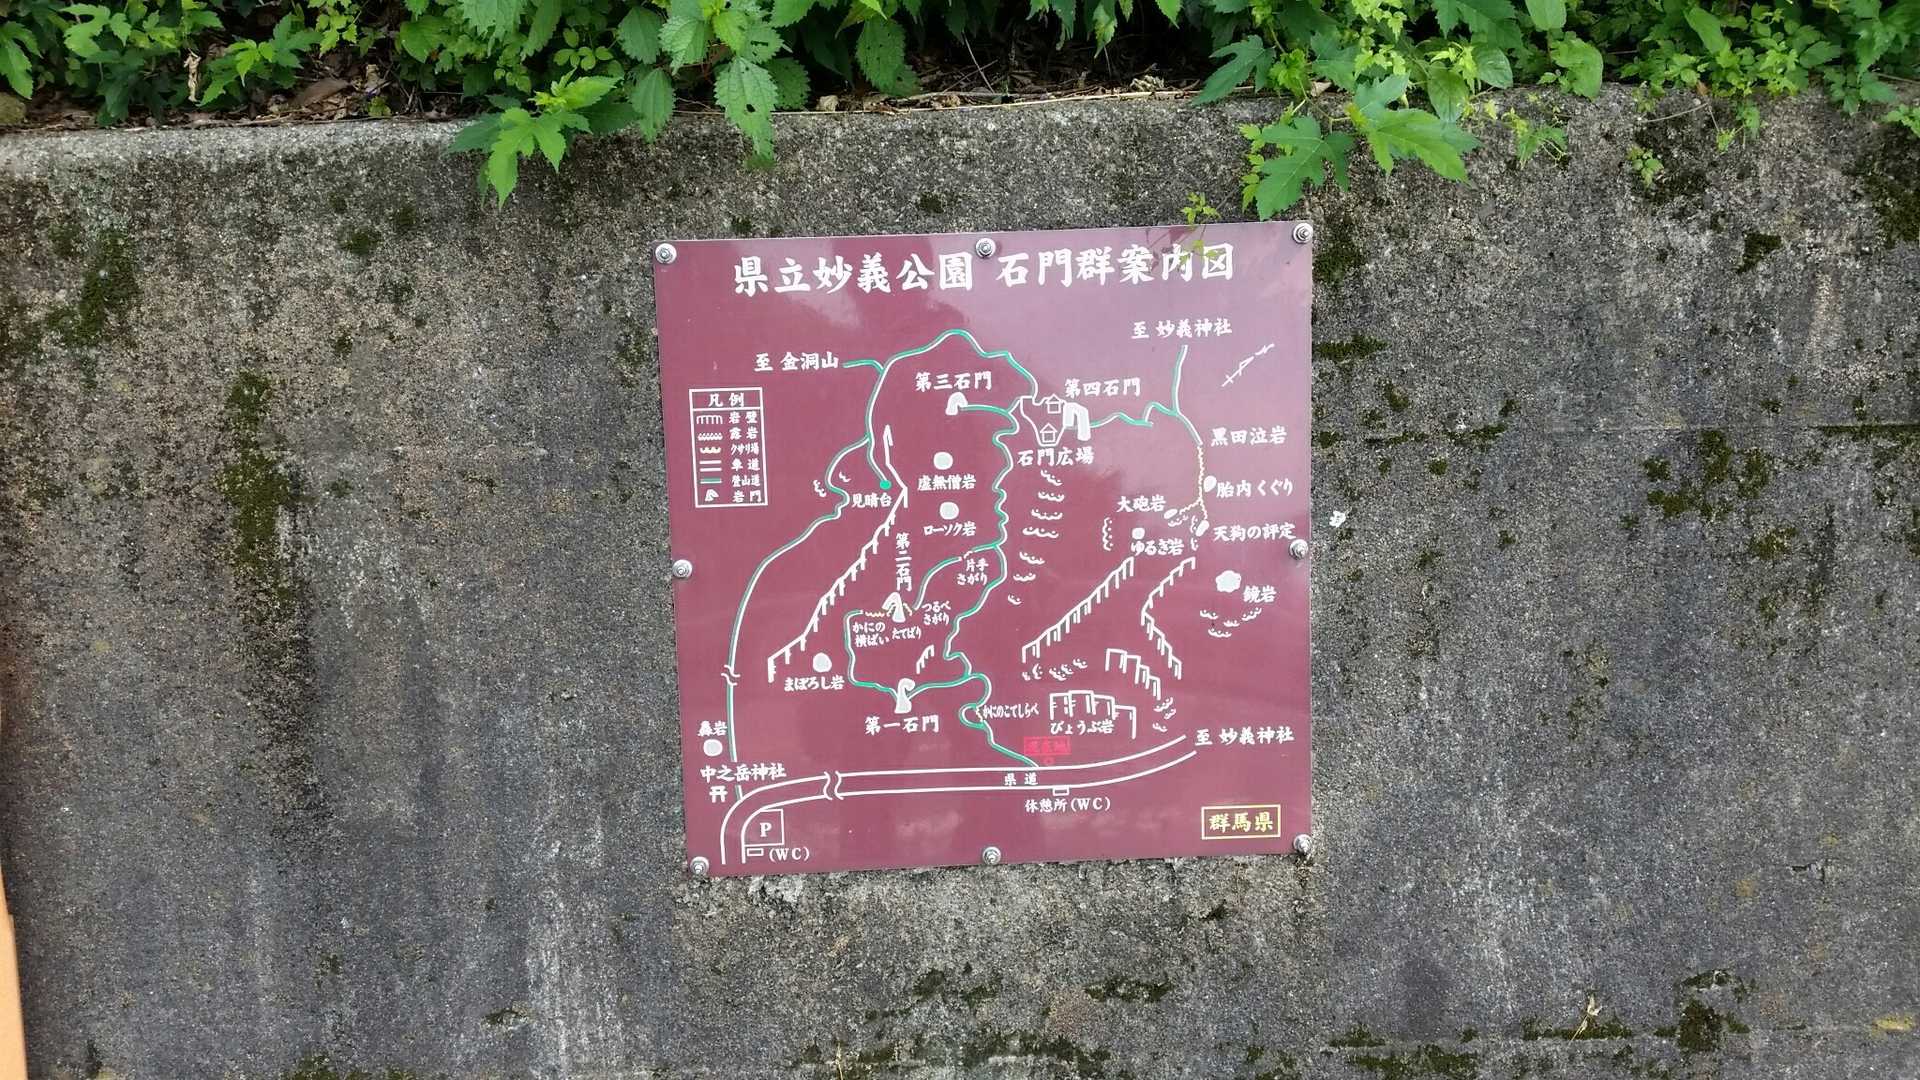 県立妙義公園 石門群案内図
至 妙義神社
至 金洞山
第三石門
第四石門
凡例
岩壁
露岩
クサリ場
車道
登山道
岩門
黒田泣岩
石門広場
見晴台
虚無僧岩
胎内くぐり
大砲岩
ローソク岩
天狗の評定
ゆるぎ岩
第二石門
片手
さがり
鏡岩
つるべ
さがり
かにの
横ばい
たてばり
まぼろし岩
かにのこてしらべ
第一石門
びょうぶ岩
轟岩
現在地
至 妙義神社
中之岳神社
県道
休憩所(WC)
群馬県
P
(WC)